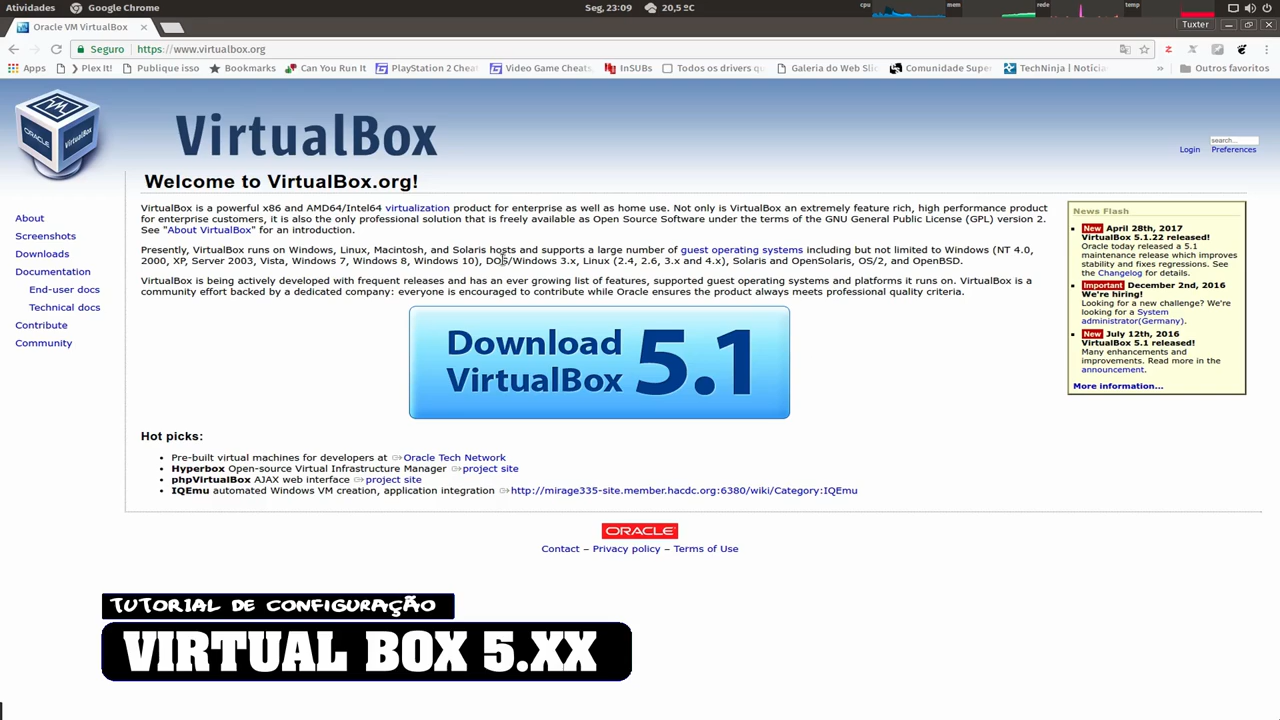 Atividades
Google Chrome
Seg, 23:09
20,5°C
cpu
mem
rede
temp
Oracle VM VirtualBox
Tuxter
Seguro
https://www.virtualbox.org
Apps
Plex It!
Publique isso
Bookmarks
Can You Run It
PlayStation 2 Chea
Video Game Cheats,
InSUBs
Todos os drivers q
Galeria do Web Slic
Comunidade Super
TechNinja | Noticia
»
Outros favoritos
ORACLE
VirtualBox
VirtualBox
search...
Login
Preferences
Welcome to VirtualBox.org!
About
Screenshots
Downloads
Documentation
End-user docs
Technical docs
Contribute
Community
VirtualBox is a powerful x86 and AMD64/Intel64 virtualization product for enterprise as well as home use. Not only is VirtualBox an extremely feature rich, high performance product
for enterprise customers, it is also the only professional solution that is freely available as Open Source Software under the terms of the GNU General Public License (GPL) version 2.
See "About VirtualBox" for an introduction.
Presently, VirtualBox runs on Windows, Linux, Macintosh, and Solaris hosts and supports a large number of guest operating systems including but not limited to Windows (NT 4.0,
2000, XP, Server 2003, Vista, Windows 7, Windows 8, Windows 10), DOS/Windows 3.x, Linux (2.4, 2.6, 3.x and 4.x), Solaris and OpenSolaris, OS/2, and OpenBSD.
VirtualBox is being actively developed with frequent releases and has an ever growing list of features, supported guest operating systems and platforms it runs on. VirtualBox is a
community effort backed by a dedicated company: everyone is encouraged to contribute while Oracle ensures the product always meets professional quality criteria.
Download
VirtualBox
5.1
Hot picks:
• Pre-built virtual machines for developers at Oracle Tech Network
• Hyperbox Open-source Virtual Infrastructure Manager project site
• phpVirtualBox AJAX web interface project site
• IQEmu automated Windows VM creation, application integration http://mirage335-site.member.hacdc.org:6380/wiki/Category:IQEmu
News Flash
New April 28th, 2017
VirtualBox 5.1.22 released!
Oracle today released a 5.1
maintenance release which improves
stability and fixes regressions. See
the Changelog for details.
Important December 2nd, 2016
We're hiring!
Looking for a new challenge? We're
looking for a System
administrator(Germany).
New July 12th, 2016
VirtualBox 5.1 released!
Many enhancements and
improvements. Read more in the
announcement.
More information...
ORACLE
Contact – Privacy policy – Terms of Use
TUTORIAL DE CONFIGURAÇÃO
VIRTUAL BOX 5.XX